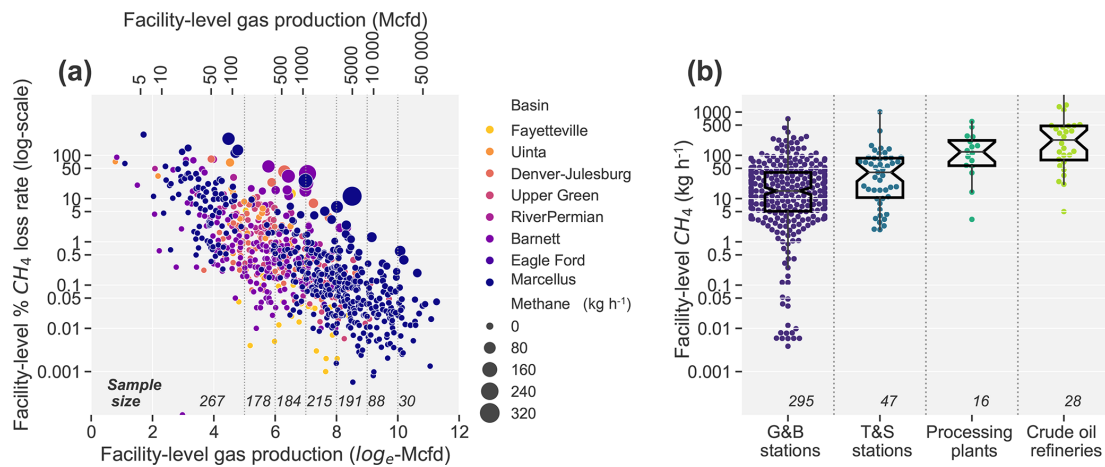 Facility-level gas production (Mcfd)
(a)
5 10 50 100 500 1000 5000 10 000 50 000
Facility-level % CH4 loss rate (log-scale)
100
50
10
5
1
0.5
0.1
0.05
0.01
0.001
Sample
size
267 178 184 215 191 88 30
0 2 4 6 8 10 12
Facility-level gas production (loge-Mcfd)
Basin
Fayetteville
Uinta
Denver-Julesburg
Upper Green
RiverPermian
Barnett
Eagle Ford
Marcellus
Methane (kg h-1)
0
80
160
240
320
(b)
Facility-level CH4 (kg h-1)
1000
500
100
50
10
5
1
0.5
0.1
0.05
0.01
0.001
295 47 16 28
G&B
stations
T&S
stations
Processing
plants
Crude oil
refineries